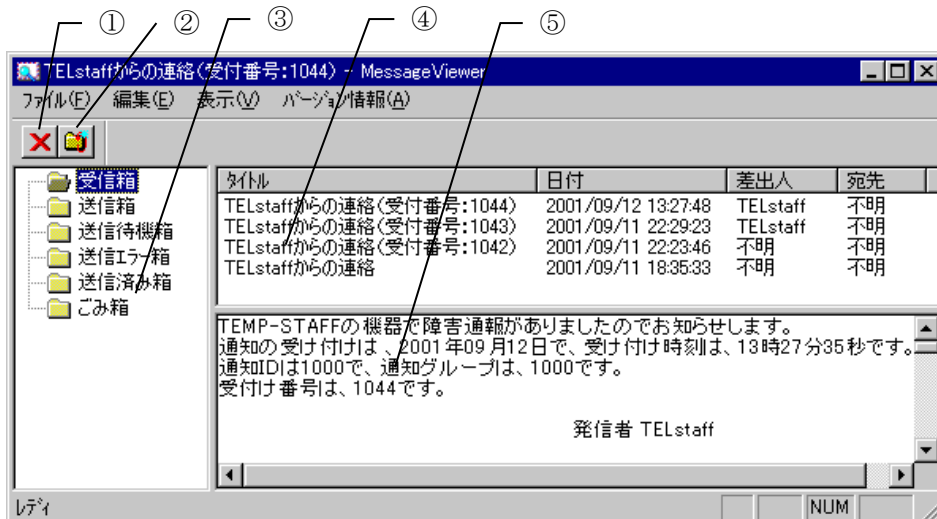 ① ② ③ ④ ⑤
TELstaffからの連絡(受付番号:1044) - MessageViewer
ファイル(F) 編集(E) 表示(V) バージョン情報(A)
受信箱
送信箱
送信待機箱
送信エラー箱
送信済み箱
ごみ箱
タイトル 日付 差出人 宛先
TELstaffからの連絡(受付番号:1044) 2001/09/12 13:27:48 TELstaff 不明
TELstaffからの連絡(受付番号:1043) 2001/09/11 22:29:23 TELstaff 不明
TELstaffからの連絡(受付番号:1042) 2001/09/11 22:23:46 不明 不明
TELstaffからの連絡 2001/09/11 18:35:33 不明 不明
TEMP-STAFFの機器で障害通報がありましたのでお知らせします。
通知の受け付けは、2001年09月12日で、受け付け時刻は、13時27分35秒です。
通知IDは1000で、通知グループは、1000です。
受付け番号は、1044です。
発信者 TELstaff
レディ NUM